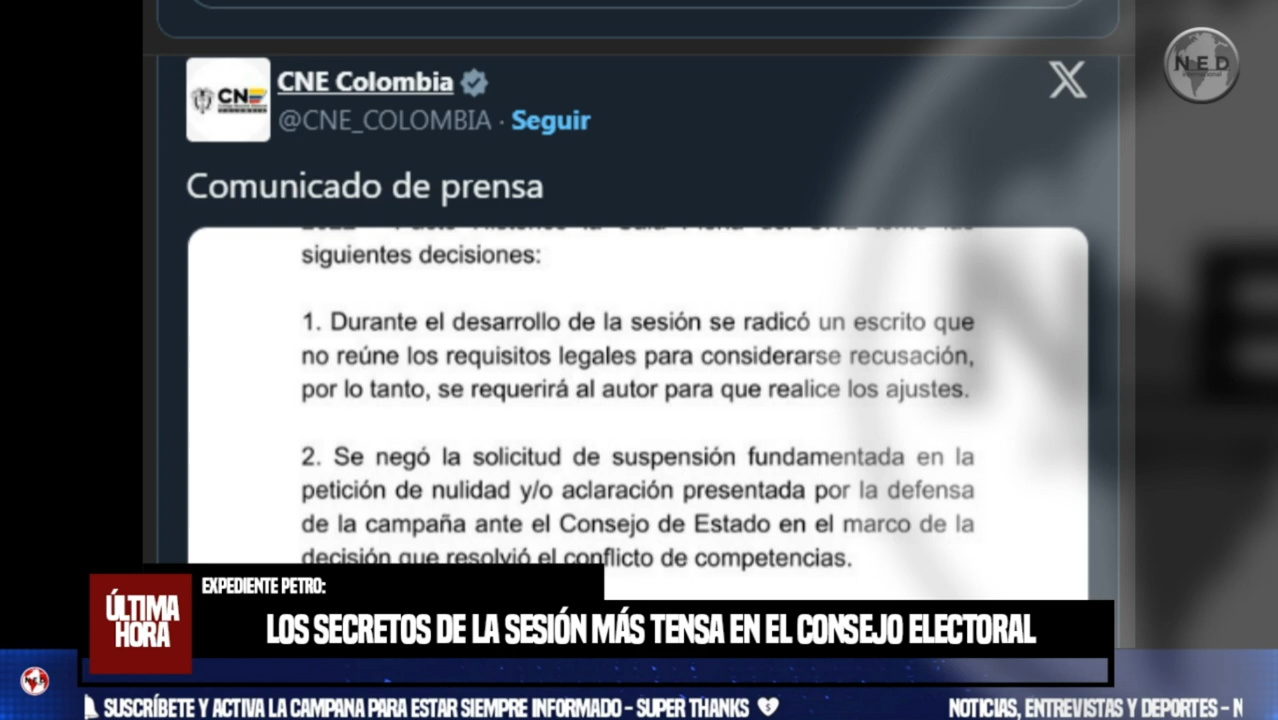 CNE Colombia
@CNE_COLOMBIA · Seguir
Comunicado de prensa
siguientes decisiones:
1. Durante el desarrollo de la sesión se radicó un escrito que
no reúne los requisitos legales para considerarse recusación,
por lo tanto, se requerirá al autor para que realice los ajustes.
2. Se negó la solicitud de suspensión fundamentada en la
petición de nulidad y/o aclaración presentada por la defensa
de la campaña ante el Consejo de Estado en el marco de la
decisión que resolvió el conflicto de competencias.
CNE
NED
Internacional
EXPEDIENTE PETRO:
ÚLTIMA
HORA
LOS SECRETOS DE LA SESIÓN MÁS TENSA EN EL CONSEJO ELECTORAL
SUSCRÍBETE Y ACTIVA LA CAMPANA PARA ESTAR SIEMPRE INFORMADO - SUPER THANKS
NOTICIAS, ENTREVISTAS Y DEPORTES - N